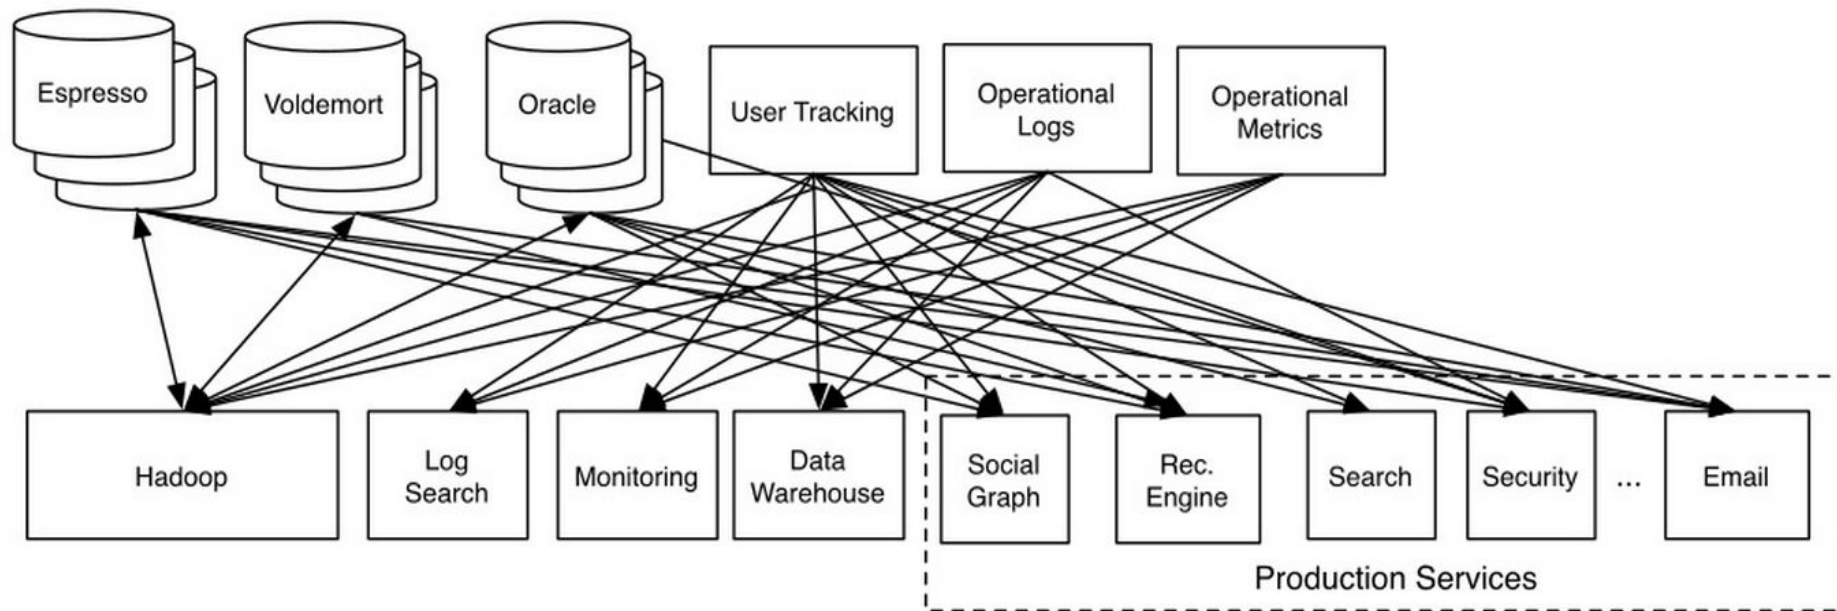 Espresso
Voldemort
Oracle
User Tracking
Operational
Logs
Operational
Metrics
Hadoop
Log
Search
Monitoring
Data
Warehouse
Social
Graph
Rec.
Engine
Search
Security
...
Email
Production Services